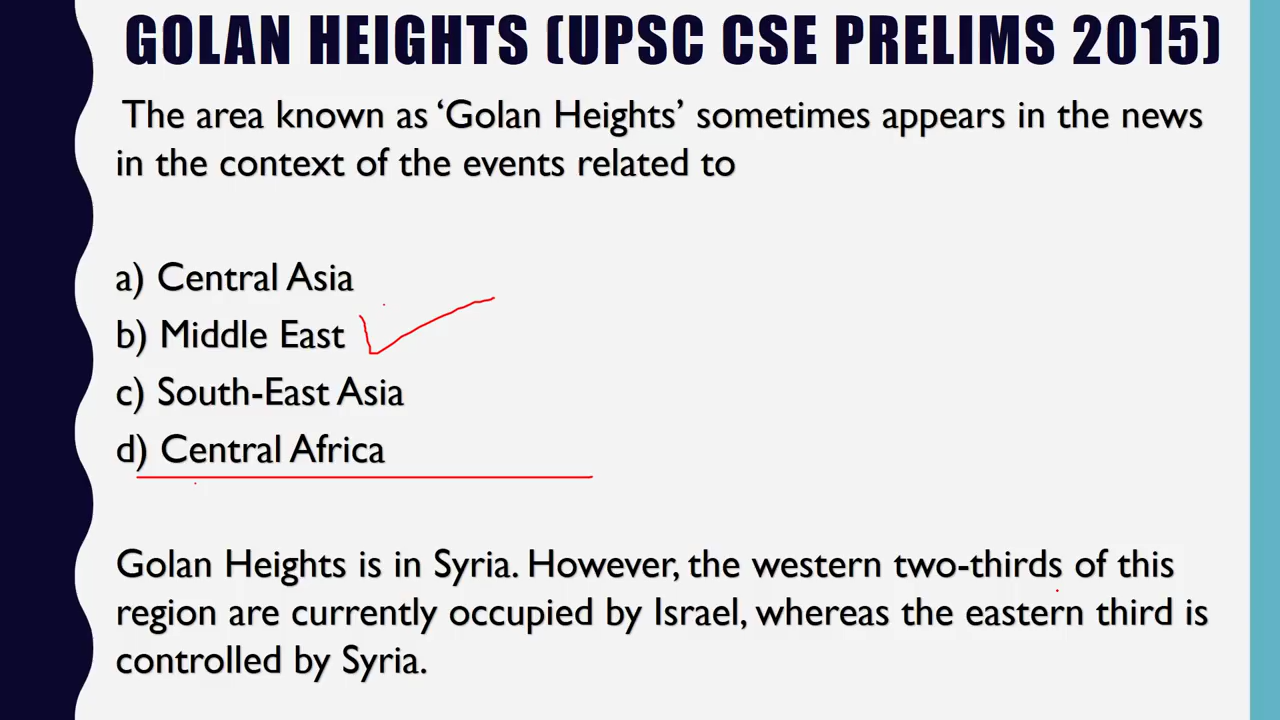 GOLAN HEIGHTS (UPSC CSE PRELIMS 2015)
The area known as ‘Golan Heights’ sometimes appears in the news
in the context of the events related to
a) Central Asia
b) Middle East
c) South-East Asia
d) Central Africa
Golan Heights is in Syria. However, the western two-thirds of this
region are currently occupied by Israel, whereas the eastern third is
controlled by Syria.